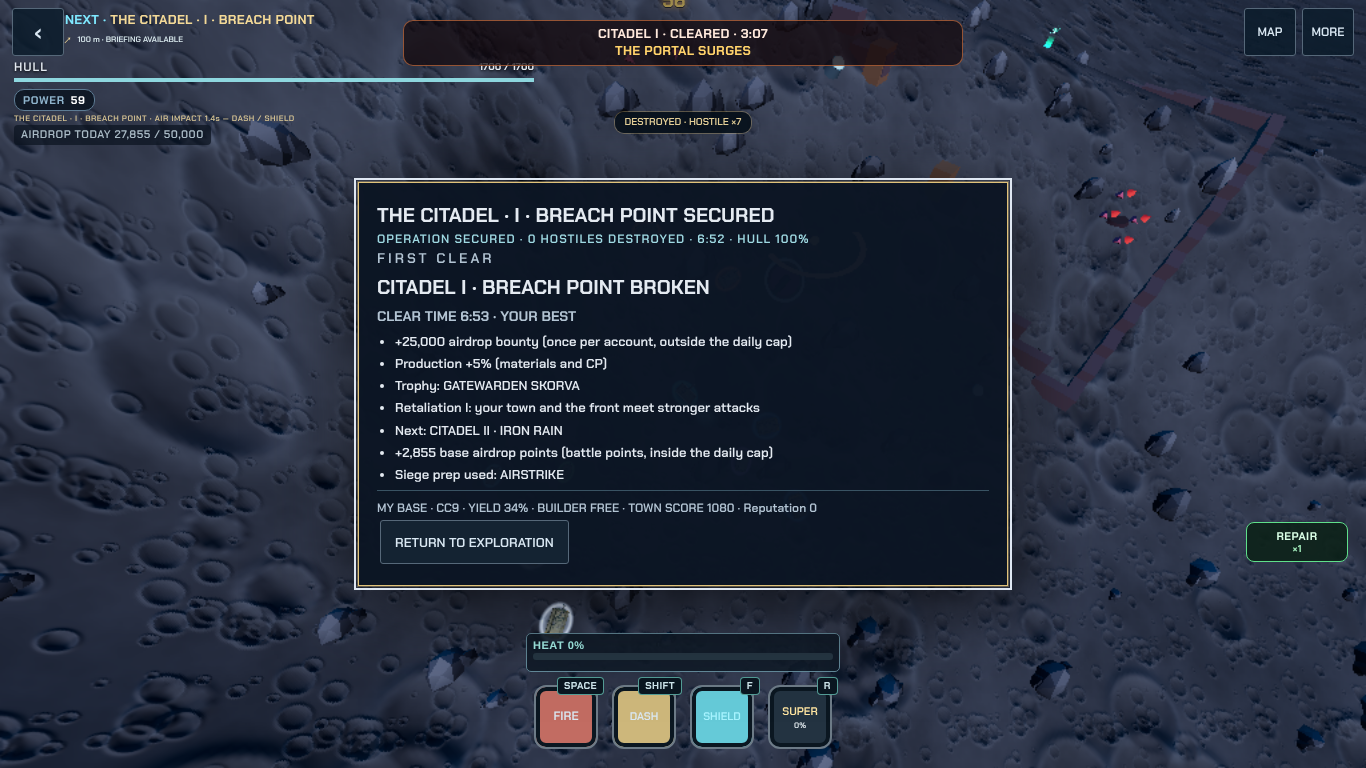 ‹
NEXT · THE CITADEL · I · BREACH POINT
100 m · BRIEFING AVAILABLE
HULL
1700 / 1700
POWER 59
THE CITADEL · I · BREACH POINT · AIR IMPACT 1.4s — DASH / SHIELD
AIRDROP TODAY 27,855 / 50,000
CITADEL I · CLEARED · 3:07
THE PORTAL SURGES
DESTROYED · HOSTILE ×7
MAP
MORE
THE CITADEL · I · BREACH POINT SECURED
OPERATION SECURED · 0 HOSTILES DESTROYED · 6:52 · HULL 100%
FIRST CLEAR
CITADEL I · BREACH POINT BROKEN
CLEAR TIME 6:53 · YOUR BEST
• +25,000 airdrop bounty (once per account, outside the daily cap)
• Production +5% (materials and CP)
• Trophy: GATEWARDEN SKORVA
• Retaliation I: your town and the front meet stronger attacks
• Next: CITADEL II · IRON RAIN
• +2,855 base airdrop points (battle points, inside the daily cap)
• Siege prep used: AIRSTRIKE
MY BASE · CC9 · YIELD 34% · BUILDER FREE · TOWN SCORE 1080 · Reputation 0
RETURN TO EXPLORATION
REPAIR
×1
HEAT 0%
SPACE
FIRE
SHIFT
DASH
F
SHIELD
R
SUPER
0%